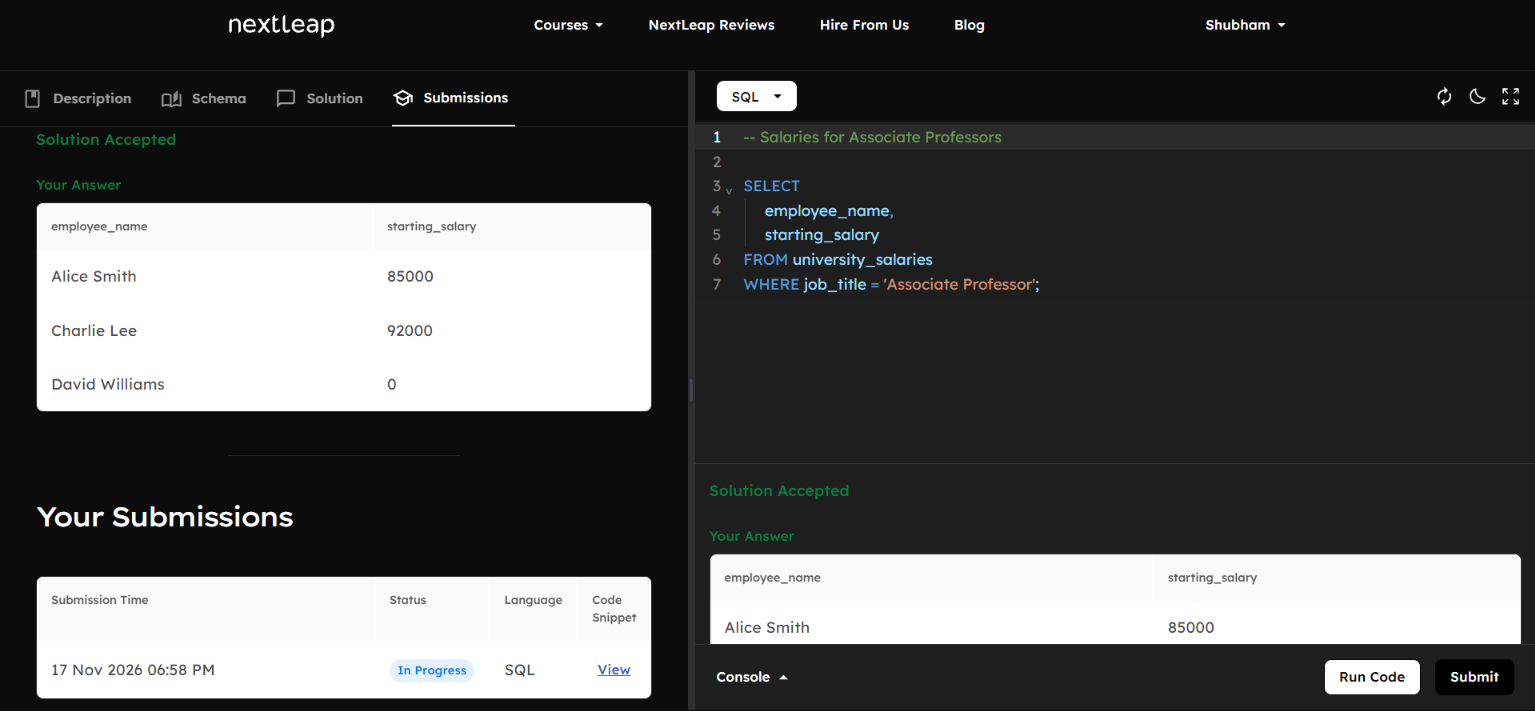 nextleap
Courses
NextLeap Reviews
Hire From Us
Blog
Shubham
Description
Schema
Solution
Submissions
Solution Accepted
Your Answer
employee_name starting_salary
Alice Smith 85000
Charlie Lee 92000
David Williams 0
Your Submissions
Submission Time Status Language Code Snippet
17 Nov 2026 06:58 PM In Progress SQL View
SQL
1 -- Salaries for Associate Professors
2
3 SELECT
4 employee_name,
5 starting_salary
6 FROM university_salaries
7 WHERE job_title = 'Associate Professor';
Solution Accepted
Your Answer
employee_name starting_salary
Alice Smith 85000
Console
Run Code
Submit